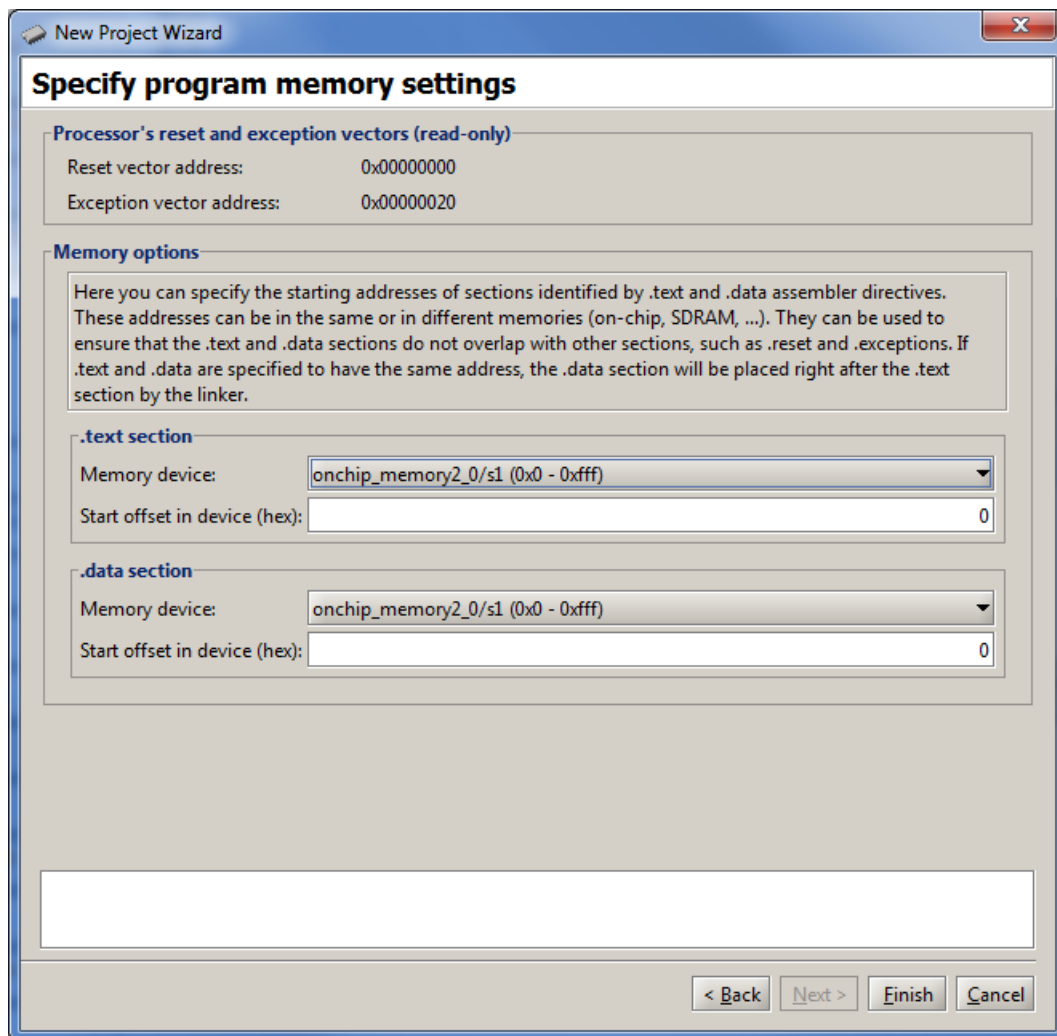 New Project Wizard
Specify program memory settings
Processor's reset and exception vectors (read-only)
Reset vector address: 0x00000000
Exception vector address: 0x00000020
Memory options
Here you can specify the starting addresses of sections identified by .text and .data assembler directives.
These addresses can be in the same or in different memories (on-chip, SDRAM, ...). They can be used to
ensure that the .text and .data sections do not overlap with other sections, such as .reset and .exceptions. If
.text and .data are specified to have the same address, the .data section will be placed right after the .text
section by the linker.
.text section
Memory device: onchip_memory2_0/s1 (0x0 - 0xfff)
Start offset in device (hex): 0
.data section
Memory device: onchip_memory2_0/s1 (0x0 - 0xfff)
Start offset in device (hex): 0
< Back Next > Finish Cancel